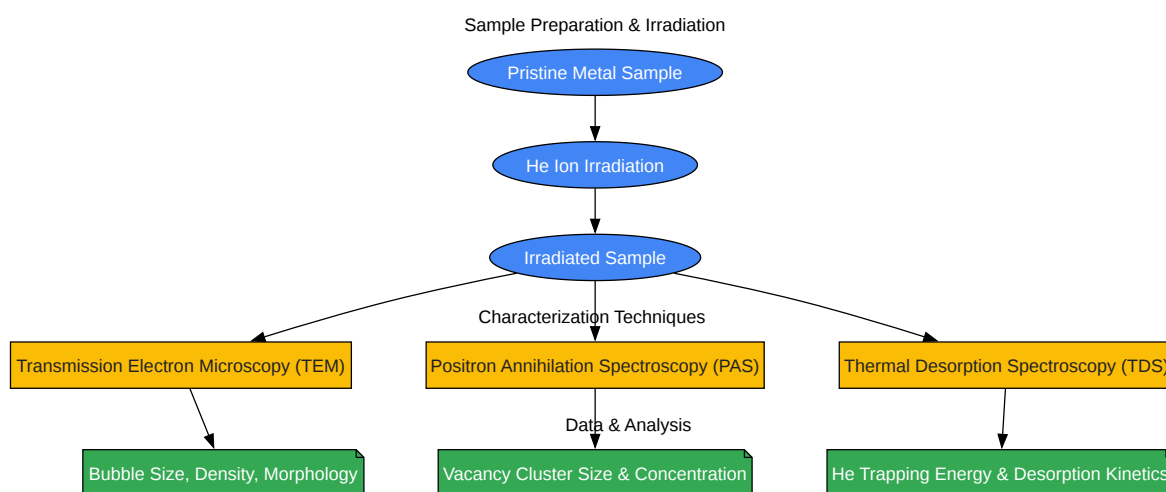 Sample Preparation & Irradiation
Pristine Metal Sample
He Ion Irradiation
Irradiated Sample
Characterization Techniques
Transmission Electron Microscopy (TEM)
Positron Annihilation Spectroscopy (PAS)
Thermal Desorption Spectroscopy (TDS)
Data & Analysis
Bubble Size, Density, Morphology
Vacancy Cluster Size & Concentration
He Trapping Energy & Desorption Kinetics